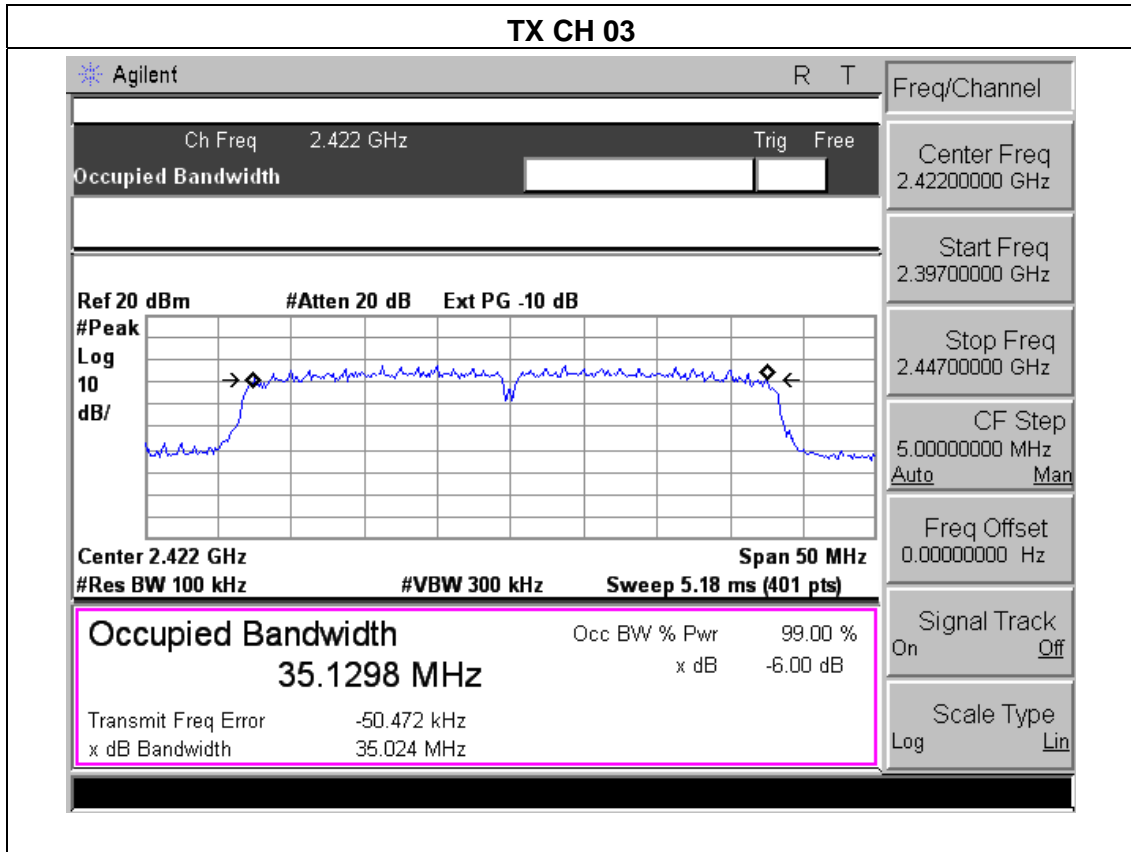 TX CH 03
Agilent R T
Freq/Channel
Ch Freq 2.422 GHz Trig Free
Occupied Bandwidth
Center Freq
2.42200000 GHz
Start Freq
2.39700000 GHz
Stop Freq
2.44700000 GHz
CF Step
5.00000000 MHz
Auto Man
Freq Offset
0.00000000 Hz
Signal Track
On Off
Scale Type
Log Lin
Ref 20 dBm #Atten 20 dB Ext PG -10 dB
#Peak
Log
10
dB/
Center 2.422 GHz Span 50 MHz
#Res BW 100 kHz #VBW 300 kHz Sweep 5.18 ms (401 pts)
Occupied Bandwidth Occ BW % Pwr 99.00 %
35.1298 MHz x dB -6.00 dB
Transmit Freq Error -50.472 kHz
x dB Bandwidth 35.024 MHz